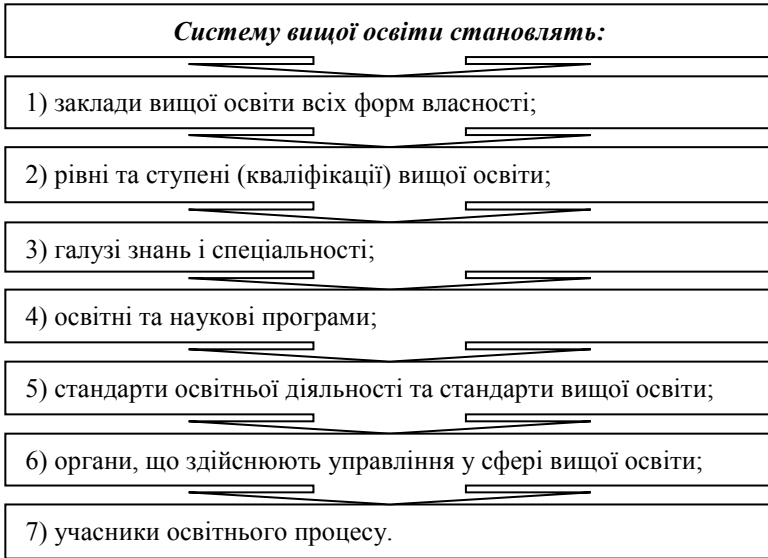 Систему вищої освіти становлять:
1) заклади вищої освіти всіх форм власності;
2) рівні та ступені (кваліфікації) вищої освіти;
3) галузі знань і спеціальності;
4) освітні та наукові програми;
5) стандарти освітньої діяльності та стандарти вищої освіти;
6) органи, що здійснюють управління у сфері вищої освіти;
7) учасники освітнього процесу.